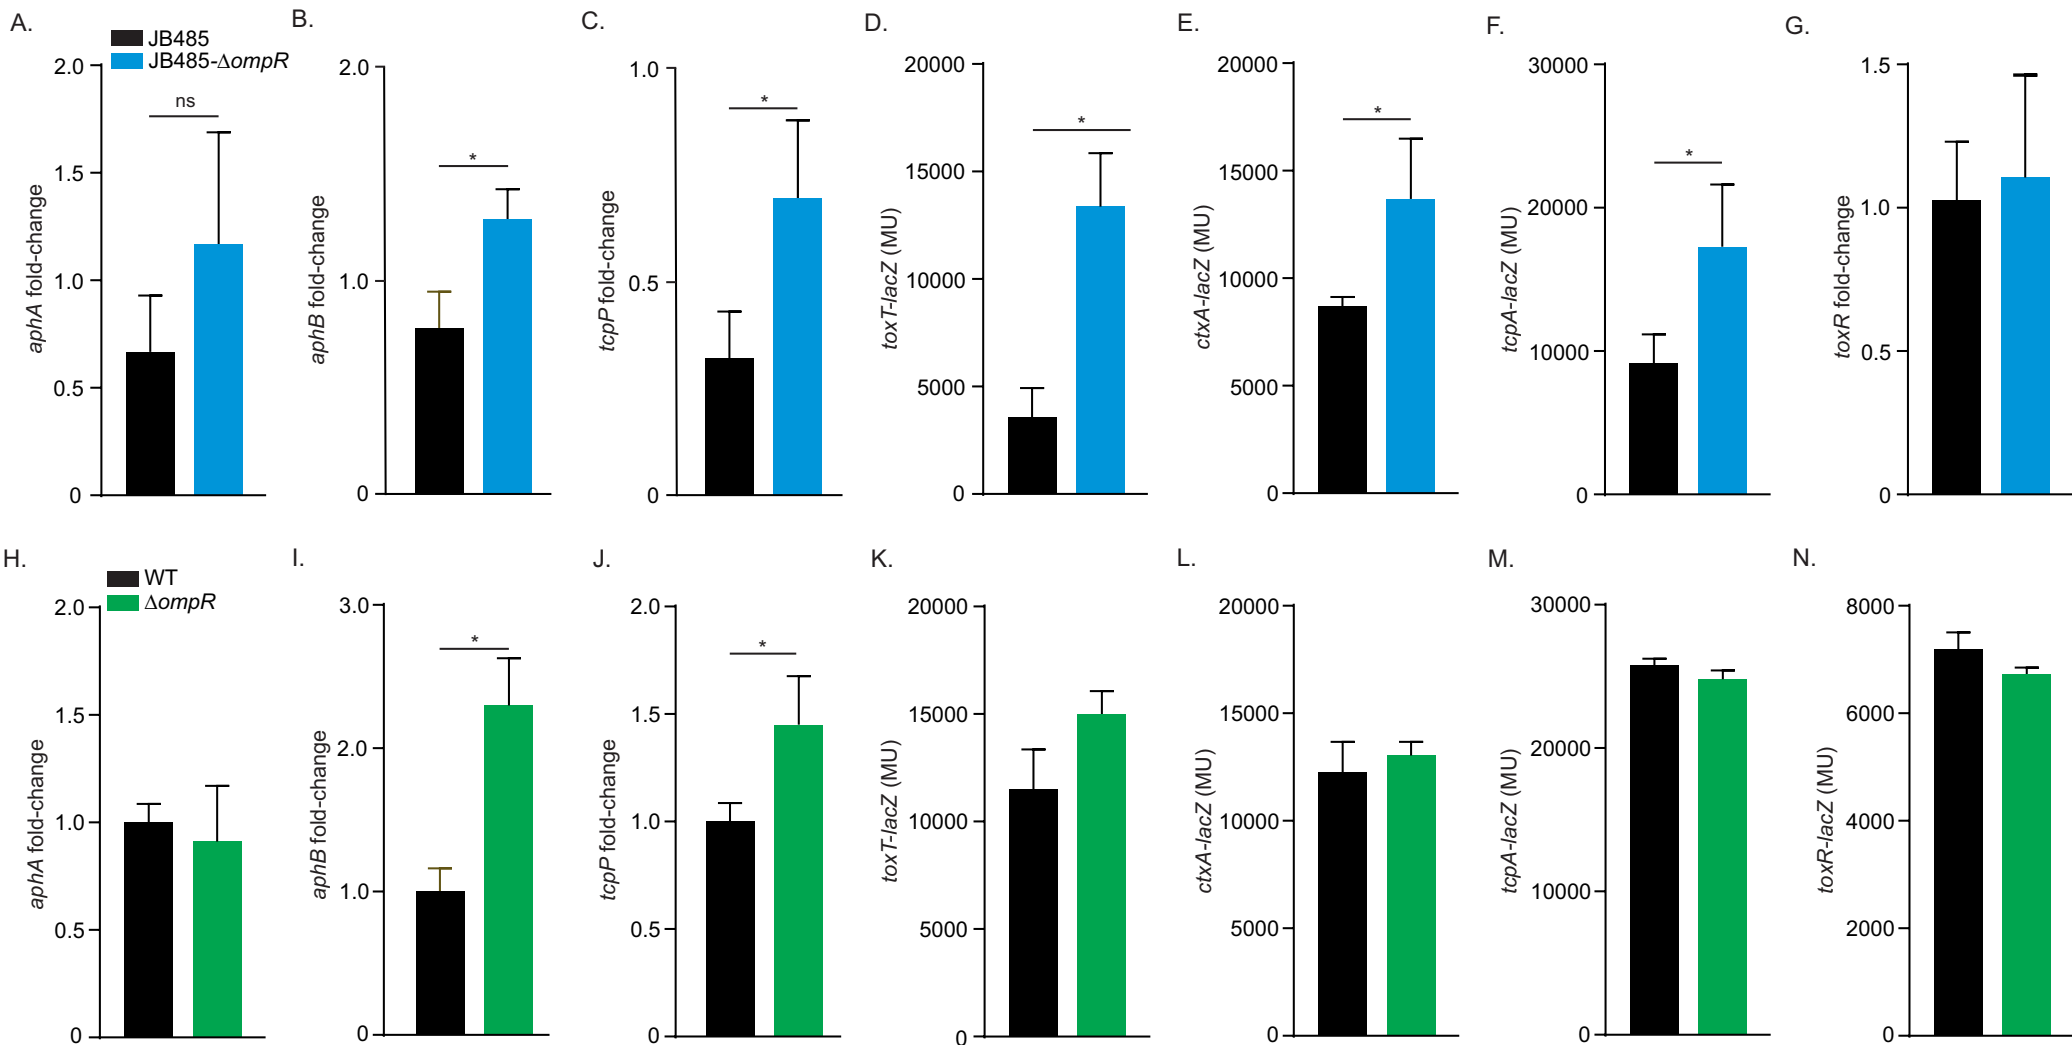 A.
JB485
JB485-ΔompR
2.0
1.5
1.0
0.5
0
aphA fold-change
ns
B.
2.0
1.0
0
aphB fold-change
*
C.
1.0
0.5
0
tcpP fold-change
*
D.
20000
15000
10000
5000
0
toxT-lacZ (MU)
*
E.
20000
15000
10000
5000
0
ctxA-lacZ (MU)
*
F.
30000
20000
10000
0
tcpA-lacZ (MU)
*
G.
1.5
1.0
0.5
0
toxR fold-change
H.
WT
ΔompR
2.0
1.5
1.0
0.5
0
aphA fold-change
I.
3.0
2.0
1.0
0
aphB fold-change
*
J.
2.0
1.5
1.0
0.5
0
tcpP fold-change
*
K.
20000
15000
10000
5000
0
toxT-lacZ (MU)
L.
20000
15000
10000
5000
0
ctxA-lacZ (MU)
M.
30000
20000
10000
0
tcpA-lacZ (MU)
N.
8000
6000
4000
2000
0
toxR-lacZ (MU)